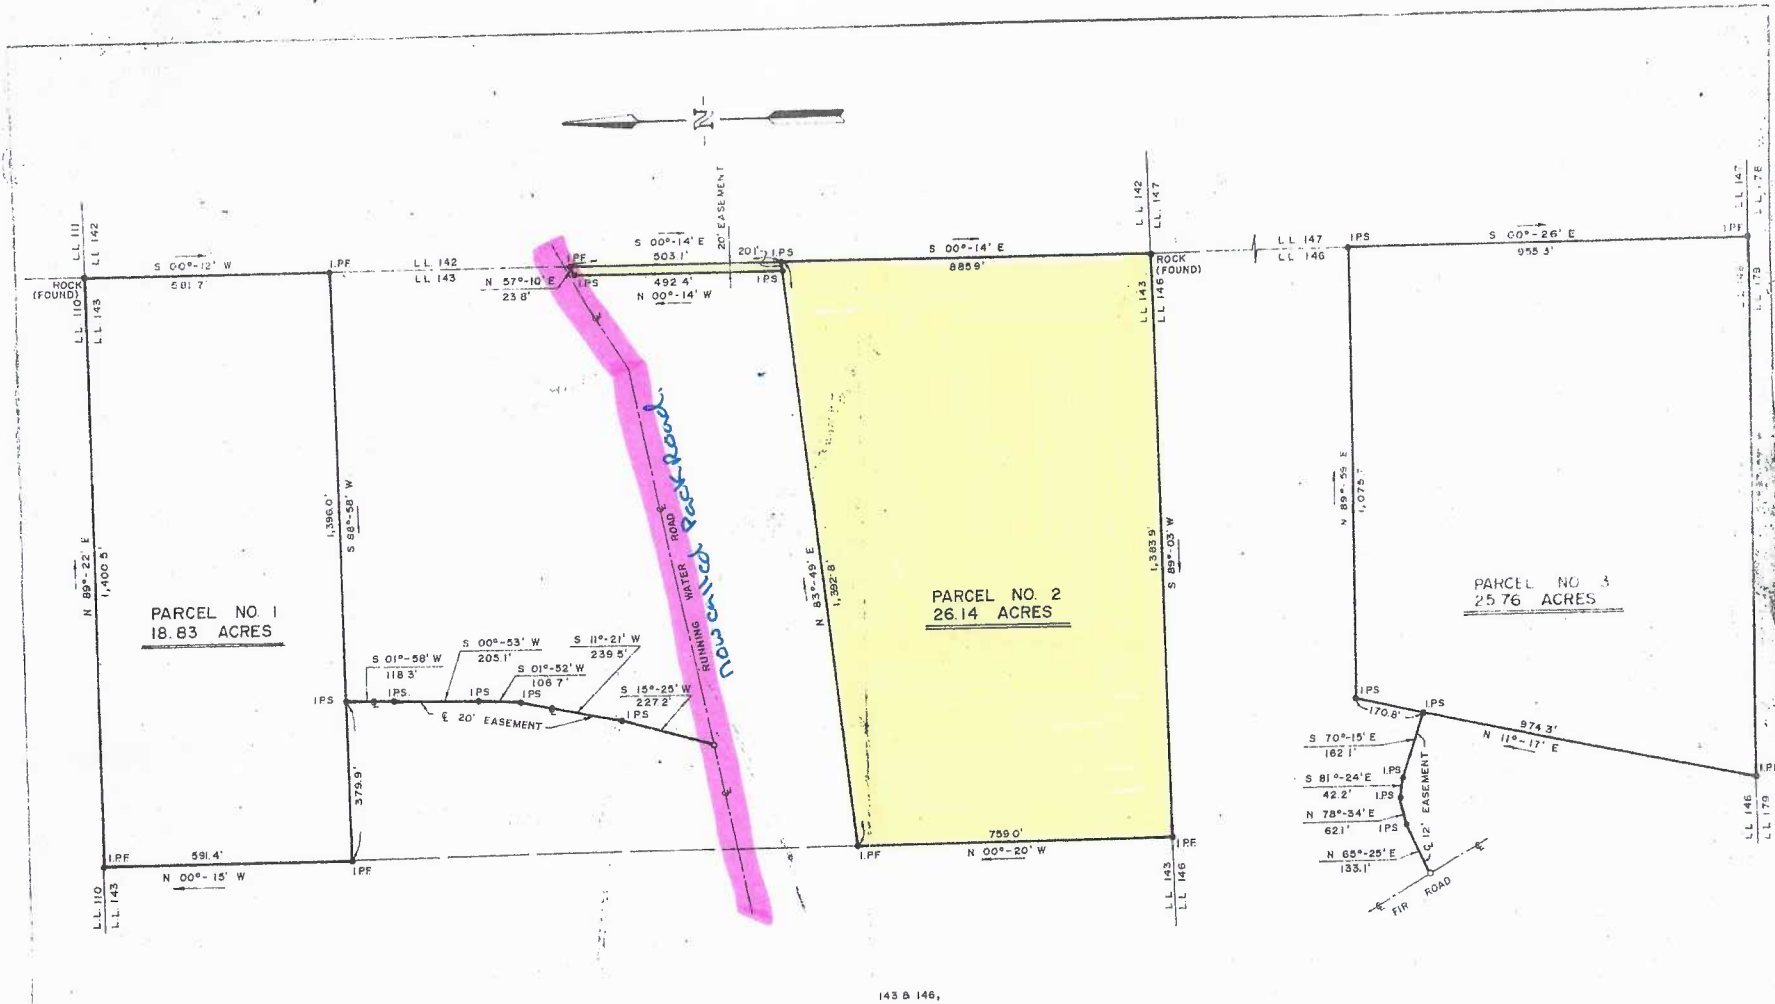 N
20' EASEMENT
L.L. 111
L.L. 142
S 00°-12' W
581.7'
I.P.F.
ROCK
(FOUND)
L.L. 110
L.L. 143
L.L. 142
L.L. 143
I.P.F.
S 00°-14' E
503.1'
20.1'
I.P.S
N 57°-10' E
23.8'
I.P.S
492.4'
N 00°-14' W
I.P.S
S 00°-14' E
885.9'
L.L. 142
L.L. 147
ROCK
(FOUND)
L.L. 143
L.L. 146
L.L. 147
L.L. 146
I.P.S
S 00°-26' E
955.3'
I.P.F.
L.L. 147
L.L. 178
L.L. 146
L.L. 179
N 89°-22' E
1,400.5'
1,396.0'
S 88°-58' W
PARCEL NO. 1
18.83 ACRES
RUNNING WATER ROAD
now called Park Road.
N 83°-49' E
1,392.8'
PARCEL NO. 2
26.14 ACRES
1,383.9'
S 89°-03' W
N 89°-59' E
1,075.7'
PARCEL NO. 3
25.76 ACRES
S 01°-58' W
118.3'
S 00°-53' W
205.1'
S 01°-52' W
106.7'
S 11°-21' W
239.5'
S 15°-25' W
227.2'
I.P.S
I.P.S.
I.P.S
I.P.S
I.P.S
℄ 20' EASEMENT
379.9'
I.P.F.
591.4'
N 00°-15' W
I.P.F.
L.L. 110
L.L. 143
I.P.F.
759.0'
N 00°-20' W
I.P.F.
L.L. 143
L.L. 146
I.P.S
170.8'
I.P.S
974.3'
N 11°-17' E
I.P.F.
L.L. 146
L.L. 179
S 70°-15' E
162.1'
S 81°-24' E
42.2'
N 78°-34' E
62.1'
N 65°-25' E
133.1'
I.P.S
I.P.S
I.P.S
℄ 12' EASEMENT
℄ FIR ROAD ℄
143 & 146,